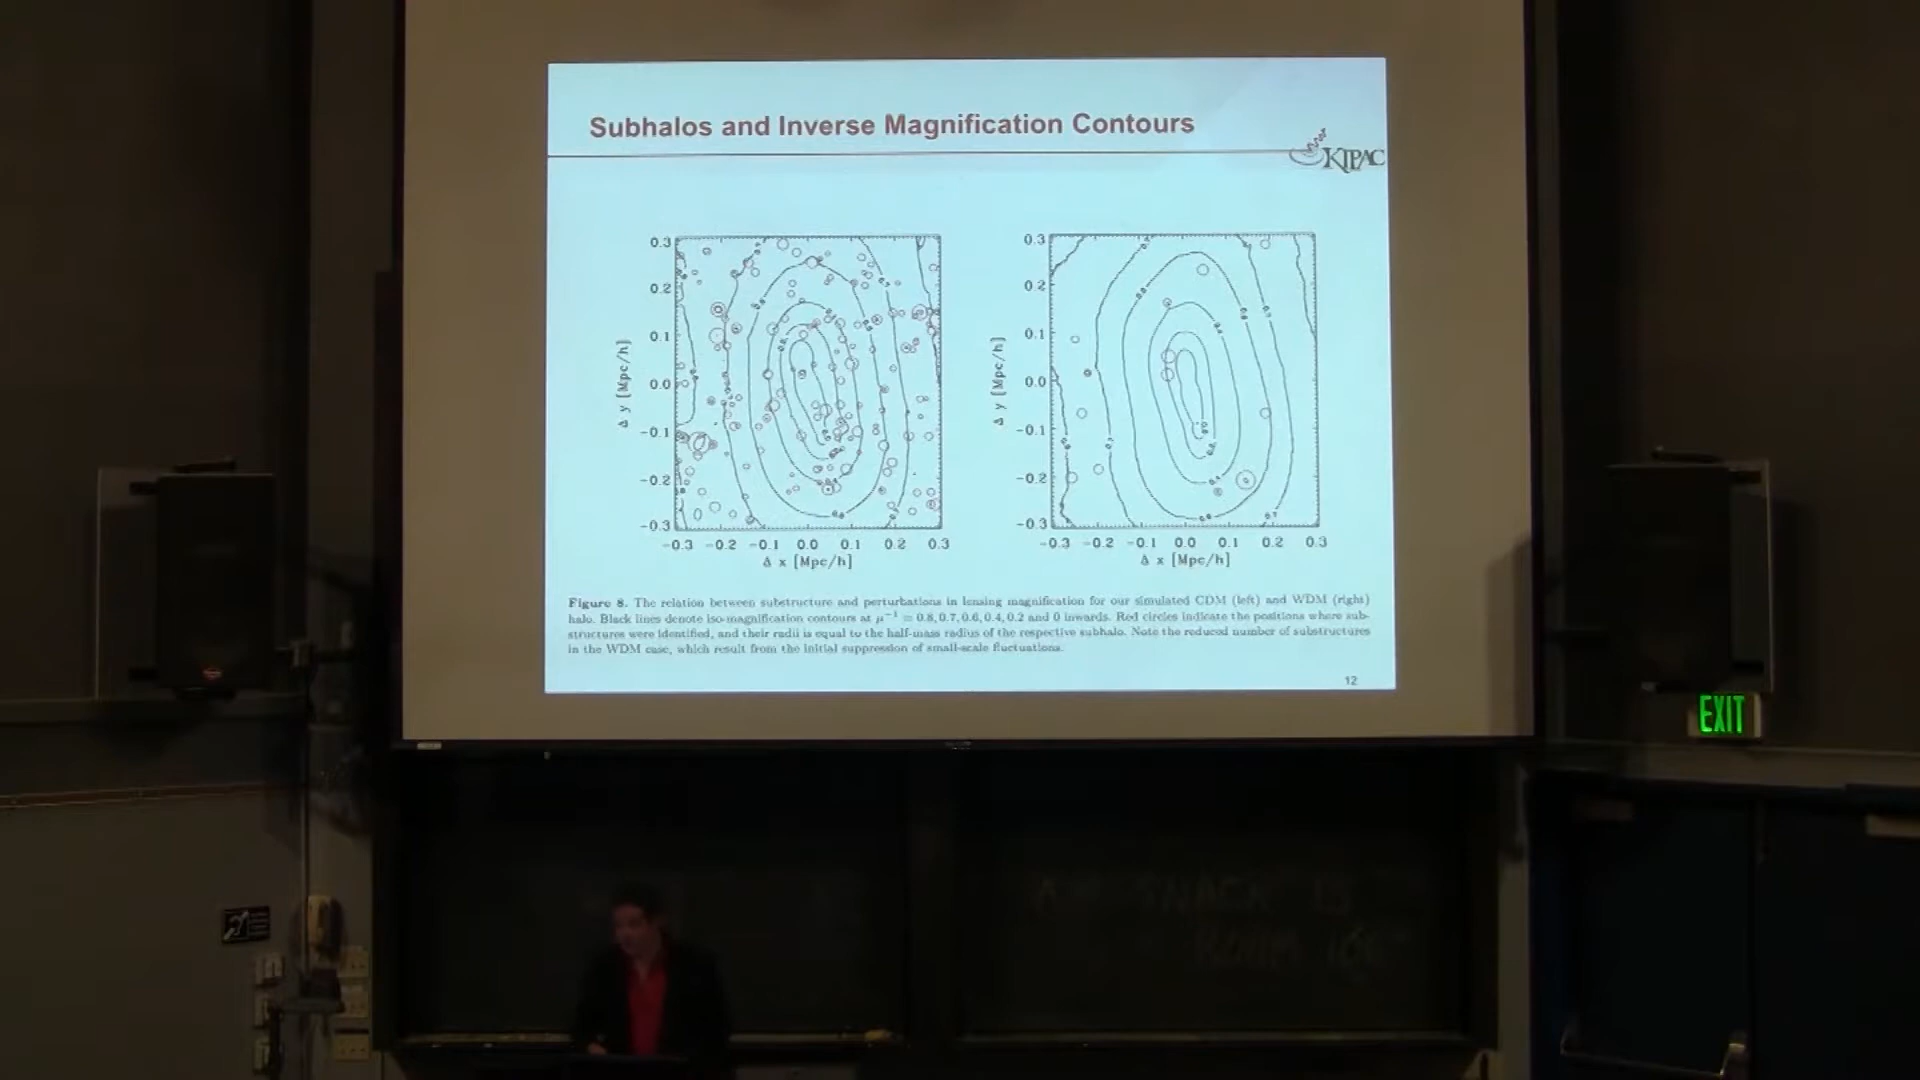 Subhalos and Inverse Magnification Contours
KIPAC
0.3
0.2
0.1
0.0
−0.1
−0.2
−0.3
Δ y [Mpc/h]
−0.3 −0.2 −0.1 0.0 0.1 0.2 0.3
Δ x [Mpc/h]
0.3
0.2
0.1
0.0
−0.1
−0.2
−0.3
Δ y [Mpc/h]
−0.3 −0.2 −0.1 0.0 0.1 0.2 0.3
Δ x [Mpc/h]
Figure 8. The relation between substructure and perturbations in lensing magnification for our simulated CDM (left) and WDM (right)
halo. Black lines denote iso-magnification contours at μ⁻¹ = 0.8, 0.7, 0.6, 0.4, 0.2 and 0 inwards. Red circles indicate the positions where sub-
structures were identified, and their radii is equal to the half-mass radius of the respective subhalo. Note the reduced number of substructures
in the WDM case, which result from the initial suppression of small-scale fluctuations.
12
EXIT